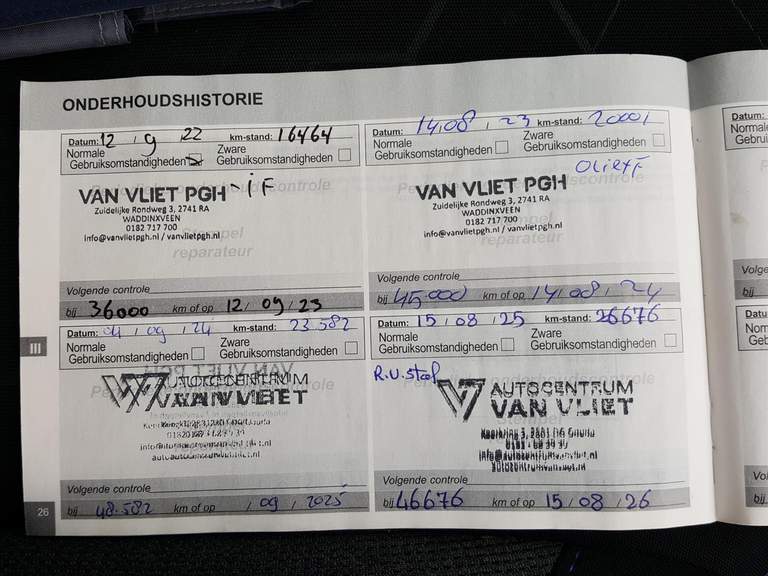 ONDERHOUDSHISTORIE
Datum: 12 / 9 / 22 km-stand: 16464
Normale Gebruiksomstandigheden
Zware Gebruiksomstandigheden
VAN VLIET PGH - iF
Zuidelijke Rondweg 3, 2741 RA
WADDINXVEEN
0182 717 700
info@vanvlietpgh.nl / vanvlietpgh.nl
Stempel
reparateur
Volgende controle
bij 36000 km of op 12/ 09 / 23
Datum: 14/08 / 23 km-stand: 20001
Normale Gebruiksomstandigheden
Zware Gebruiksomstandigheden
VAN VLIET PGH
Zuidelijke Rondweg 3, 2741 RA
WADDINXVEEN
0182 717 700
info@vanvlietpgh.nl / vanvlietpgh.nl
Volgende controle
bij 45.000 km of op 14/ 08 / 24
III
Datum: 04 / 09 / 24 km-stand: 23.582
Normale Gebruiksomstandigheden
Zware Gebruiksomstandigheden
AUTOCENTRUM
VAN VLIET
Volgende controle
bij 48.582 km of op / 09 / 2025
Datum: 15 / 08 / 25 km-stand: 26676
Normale Gebruiksomstandigheden
Zware Gebruiksomstandigheden
AUTOCENTRUM
VAN VLIET
Volgende controle
bij 46676 km of op 15 / 08 / 26
26
Datum: